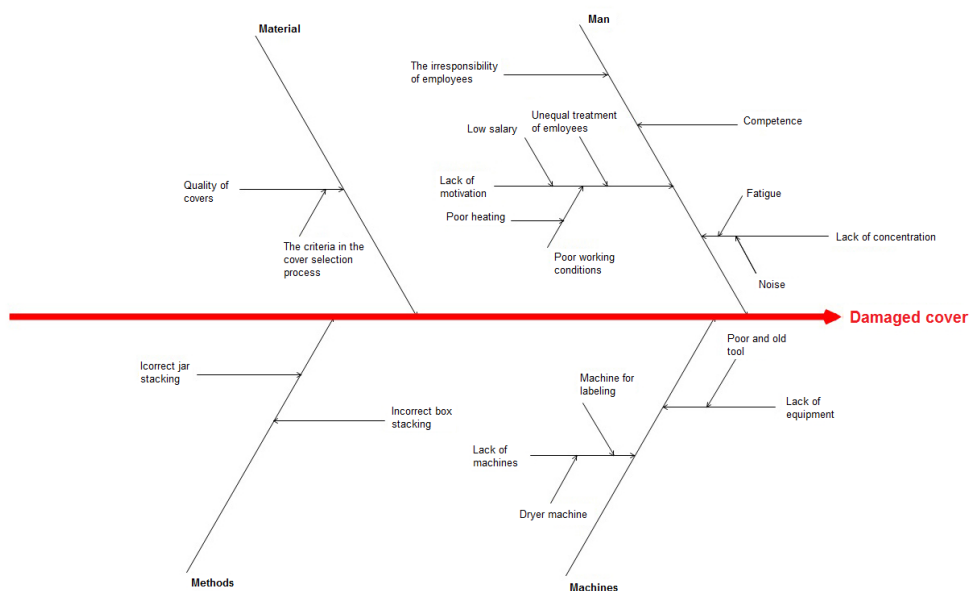 Man
Material
The irresponsibility
of employees
Unequal treatment
of emloyees
Low salary
Competence
Lack of
motivation
Quality of
covers
Fatigue
Poor heating
Lack of concentration
The criteria in the
cover selection
process
Poor working
conditions
Noise
Damaged cover
Poor and old
tool
Icorrect jar
stacking
Machine for
labeling
Lack of
equipment
Incorrect box
stacking
Lack of
machines
Dryer machine
Methods
Machines